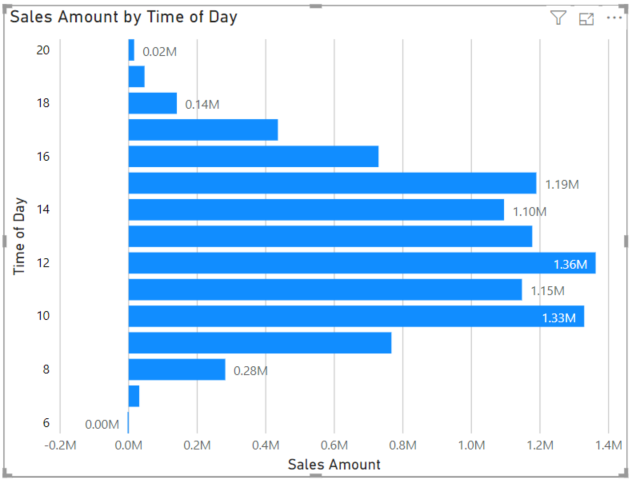 Sales Amount by Time of Day
20
0.02M
18
0.14M
16
1.19M
14
1.10M
12
1.36M
1.15M
10
1.33M
8
0.28M
6
0.00M
Time of Day
-0.2M 0.0M 0.2M 0.4M 0.6M 0.8M 1.0M 1.2M 1.4M
Sales Amount